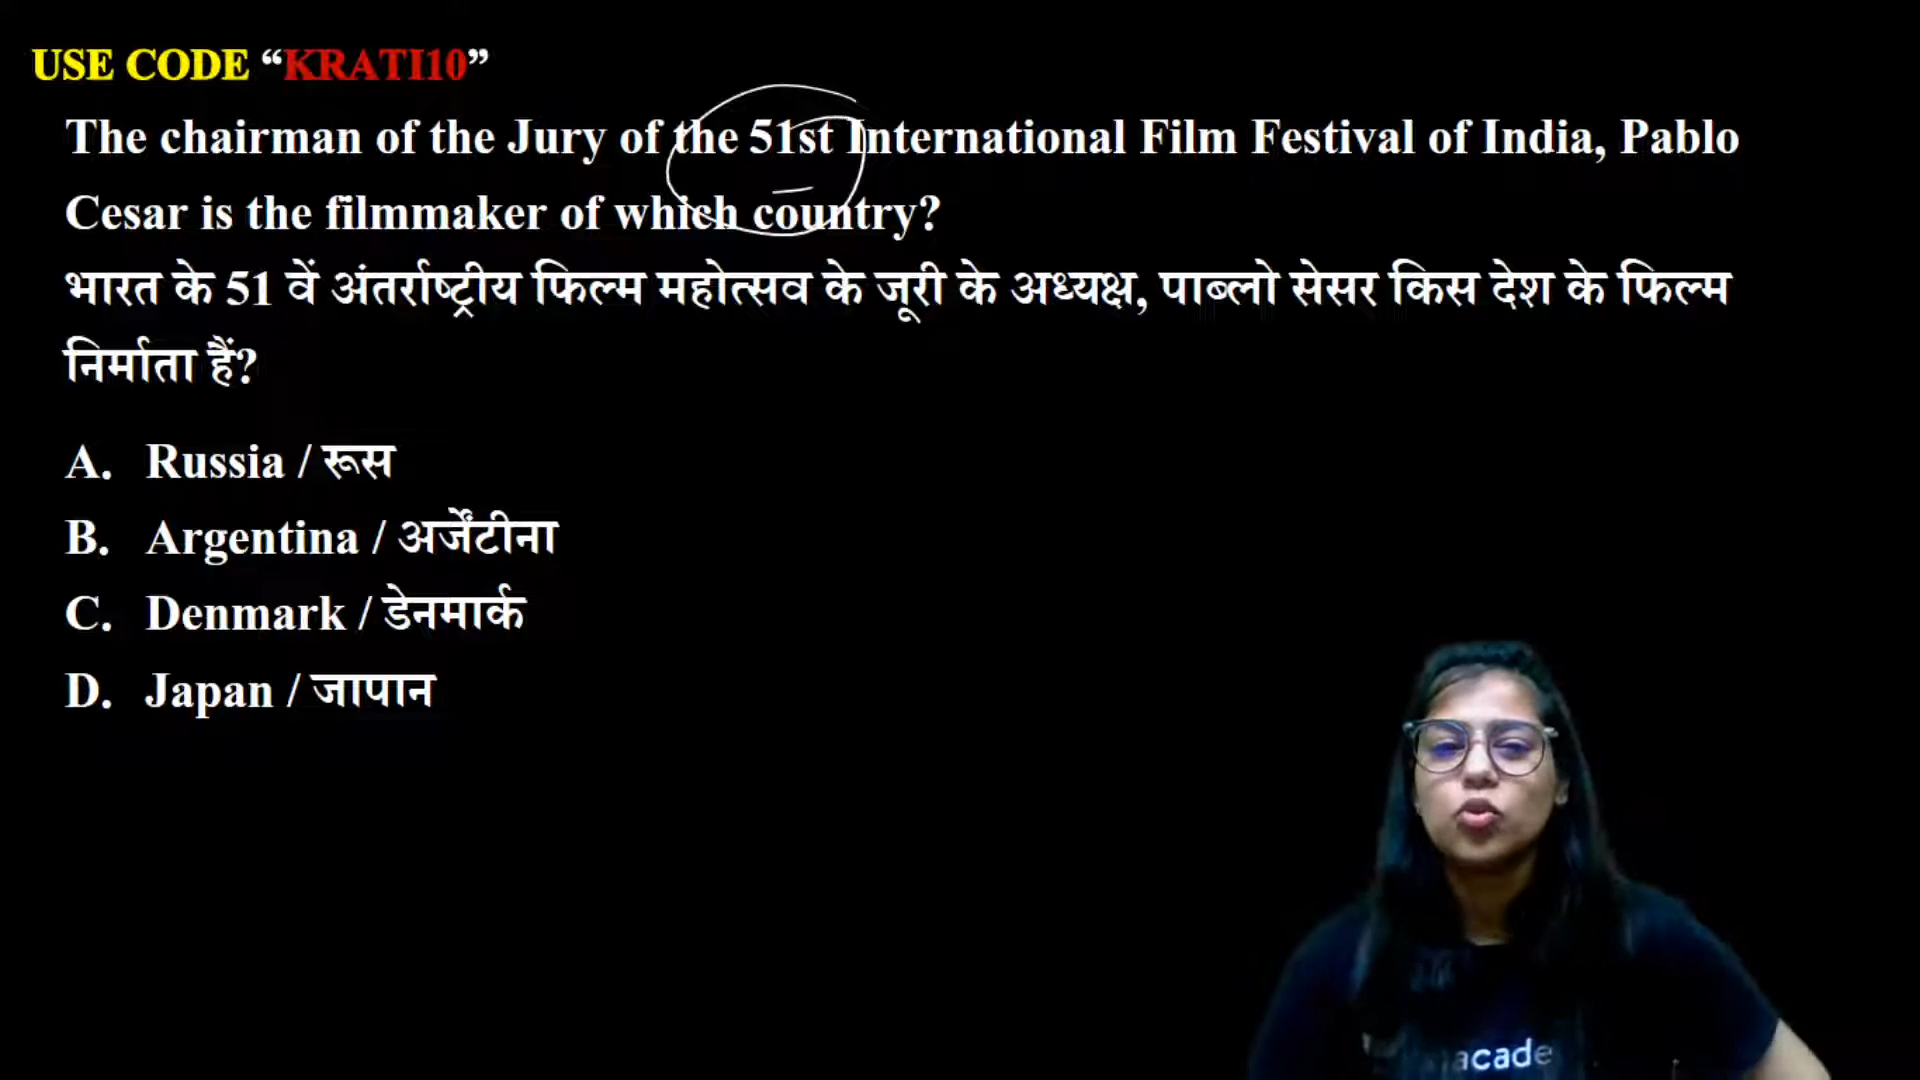 USE CODE “KRATI10”
The chairman of the Jury of the 51st International Film Festival of India, Pablo
Cesar is the filmmaker of which country?
भारत के 51 वें अंतर्राष्ट्रीय फिल्म महोत्सव के जूरी के अध्यक्ष, पाब्लो सेसर किस देश के फिल्म
निर्माता हैं?
A. Russia / रूस
B. Argentina / अर्जेंटीना
C. Denmark / डेनमार्क
D. Japan / जापान